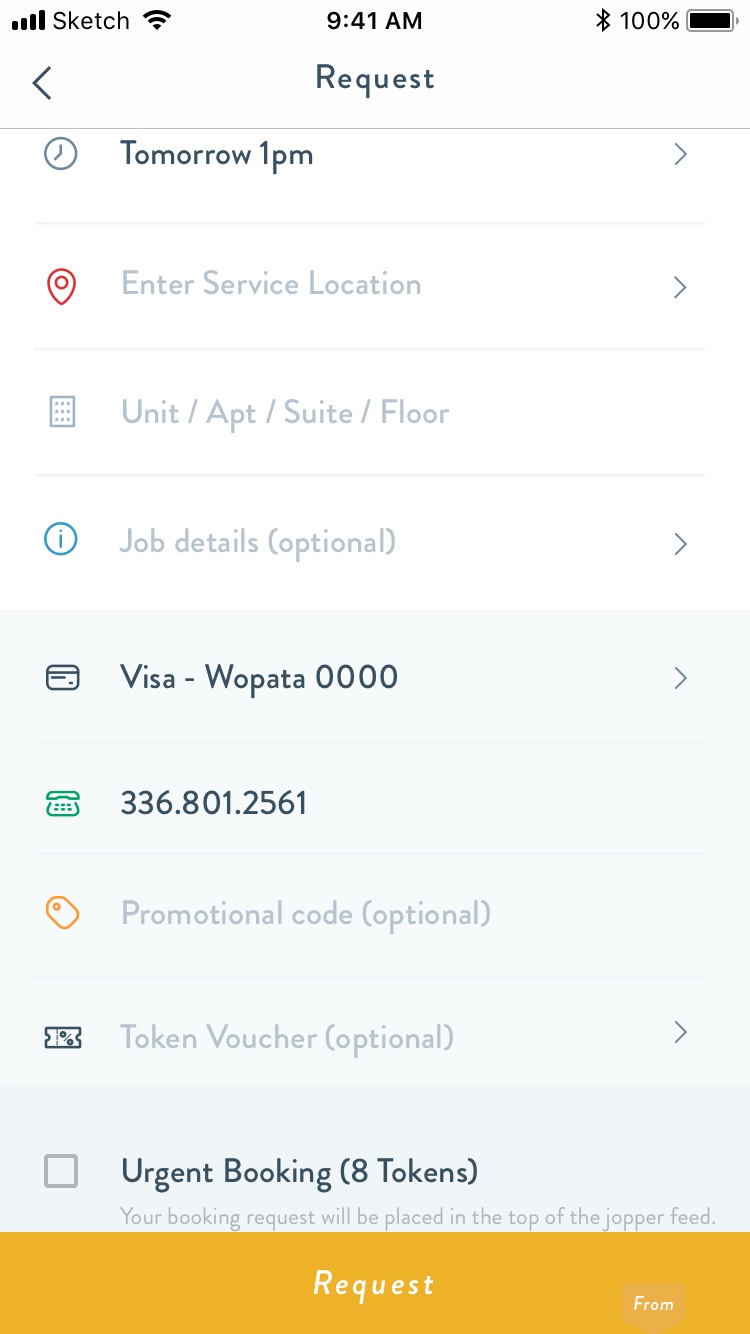 Sketch 9:41 AM 100%
Request
Tomorrow 1pm
Enter Service Location
Unit / Apt / Suite / Floor
Job details (optional)
Visa - Wopata 0000
336.801.2561
Promotional code (optional)
Token Voucher (optional)
Urgent Booking (8 Tokens)
Your booking request will be placed in the top of the jopper feed.
Request
From